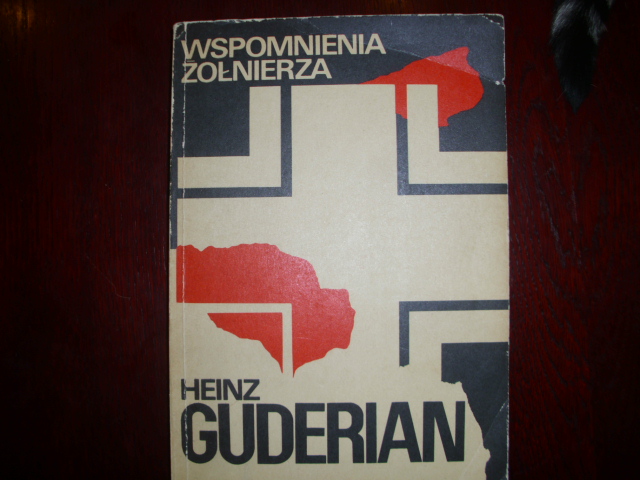 WSPOMNIENIA
ŻOŁNIERZA
HEINZ
GUDERIAN